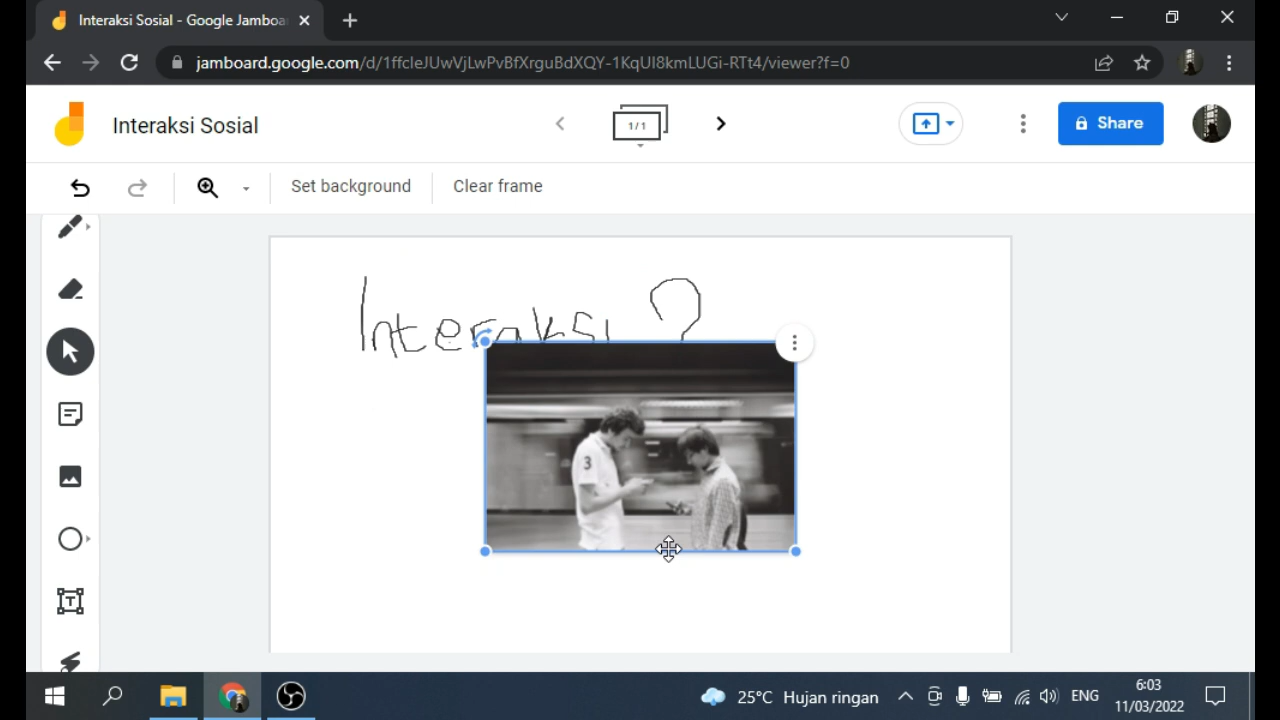 Interaksi Sosial - Google Jamboa
jamboard.google.com/d/1ffcleJUwVjLwPvBfXrguBdXQY-1KqUI8kmLUGi-RTt4/viewer?f=0
Interaksi Sosial
1/1
Share
Set background
Clear frame
Interaksi ?
3
T
25°C Hujan ringan
ENG
6:03
11/03/2022